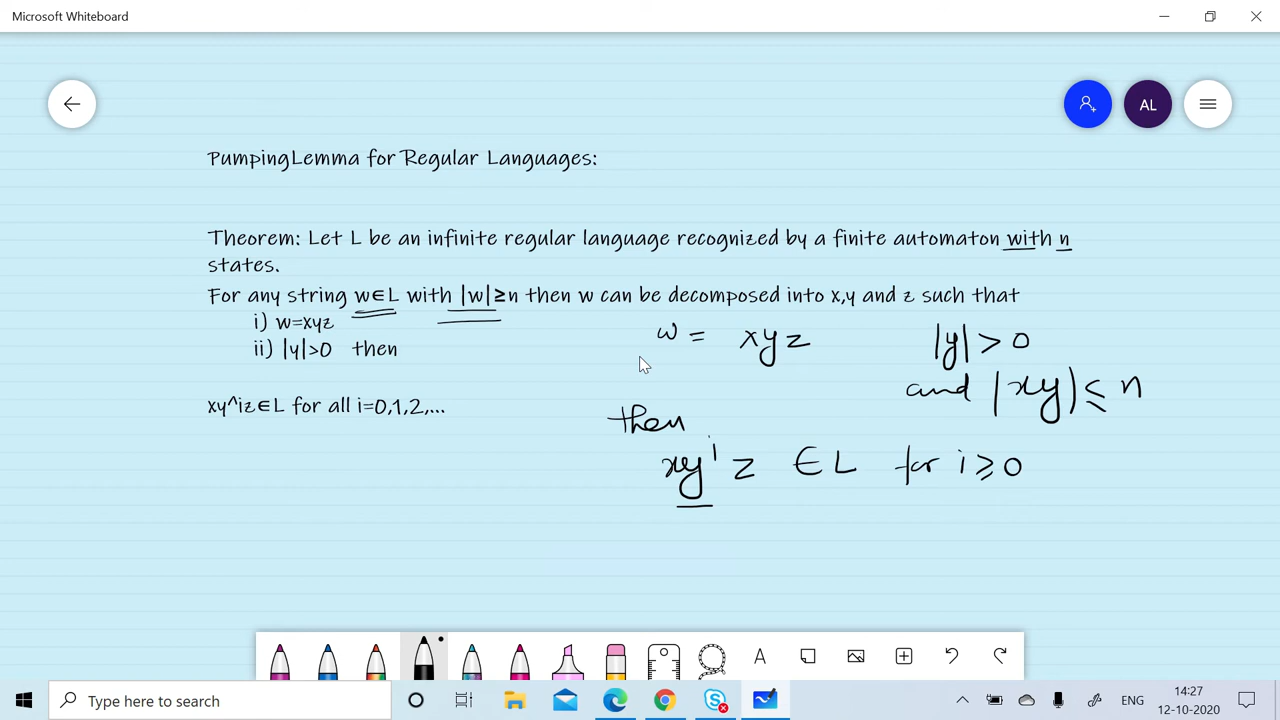 Microsoft Whiteboard
AL
PumpingLemma for Regular Languages:
Theorem: Let L be an infinite regular language recognized by a finite automaton with n
states.
For any string w∈L with |w|≥n then w can be decomposed into x,y and z such that
i) w=xyz
ii) |y|>0 then
xy^iz∈L for all i=0,1,2,...
w = xyz |y| > 0
and |xy| ≤ n
then
xyⁱz ∈ L for i ≥ 0
A
Type here to search
ENG
14:27
12-10-2020